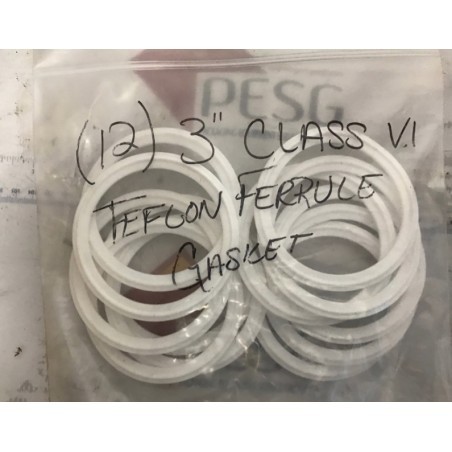 PESG
(12) 3" CLASS V.I
TEFLON FERRULE
GASKET